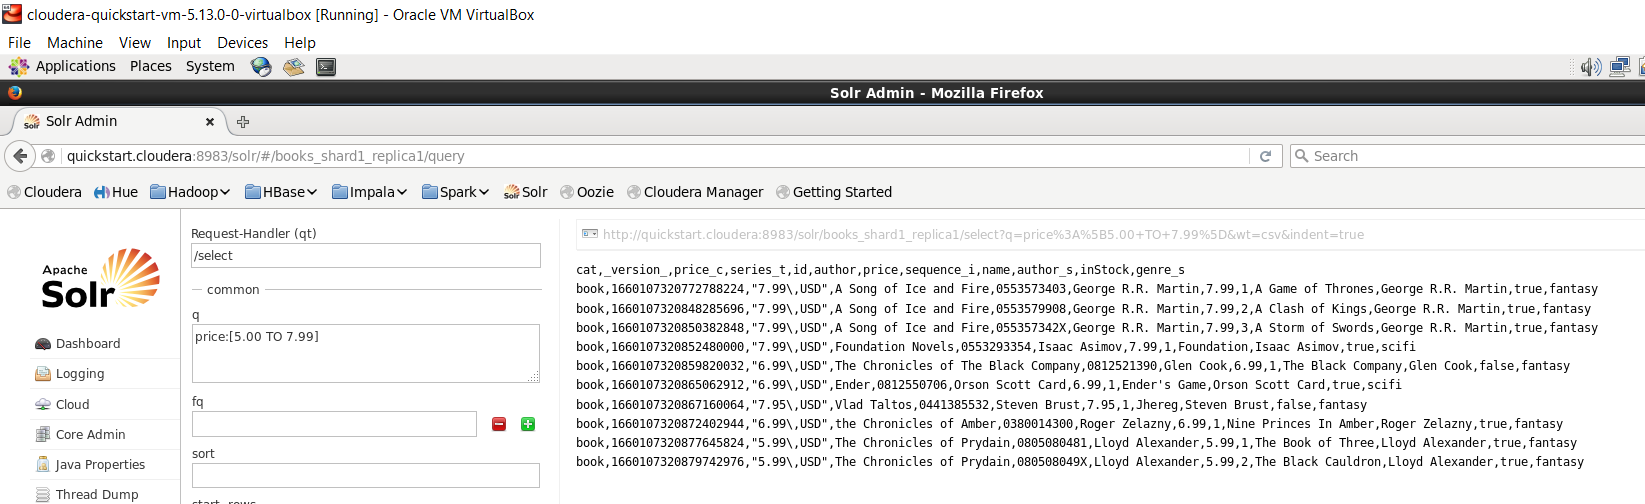 cloudera-quickstart-vm-5.13.0-0-virtualbox [Running] - Oracle VM VirtualBox
File Machine View Input Devices Help
Applications Places System
Solr Admin - Mozilla Firefox
Solr Admin
quickstart.cloudera:8983/solr/#/books_shard1_replica1/query
Search
Cloudera Hue Hadoop HBase Impala Spark Solr Oozie Cloudera Manager Getting Started
Apache
Solr
Dashboard
Logging
Cloud
Core Admin
Java Properties
Thread Dump
Request-Handler (qt)
/select
common
q
price:[5.00 TO 7.99]
fq
sort
start, rows
http://quickstart.cloudera:8983/solr/books_shard1_replica1/select?q=price%3A%5B5.00+TO+7.99%5D&wt=csv&indent=true
cat,_version_,price_c,series_t,id,author,price,sequence_i,name,author_s,inStock,genre_s
book,1660107320772788224,"7.99\,USD",A Song of Ice and Fire,0553573403,George R.R. Martin,7.99,1,A Game of Thrones,George R.R. Martin,true,fantasy
book,1660107320848285696,"7.99\,USD",A Song of Ice and Fire,0553579908,George R.R. Martin,7.99,2,A Clash of Kings,George R.R. Martin,true,fantasy
book,1660107320850382848,"7.99\,USD",A Song of Ice and Fire,055357342X,George R.R. Martin,7.99,3,A Storm of Swords,George R.R. Martin,true,fantasy
book,1660107320852480000,"7.99\,USD",Foundation Novels,0553293354,Isaac Asimov,7.99,1,Foundation,Isaac Asimov,true,scifi
book,1660107320859820032,"6.99\,USD",The Chronicles of The Black Company,0812521390,Glen Cook,6.99,1,The Black Company,Glen Cook,false,fantasy
book,1660107320865062912,"6.99\,USD",Ender,0812550706,Orson Scott Card,6.99,1,Ender's Game,Orson Scott Card,true,scifi
book,1660107320867160064,"7.95\,USD",Vlad Taltos,0441385532,Steven Brust,7.95,1,Jhereg,Steven Brust,false,fantasy
book,1660107320872402944,"6.99\,USD",the Chronicles of Amber,0380014300,Roger Zelazny,6.99,1,Nine Princes In Amber,Roger Zelazny,true,fantasy
book,1660107320877645824,"5.99\,USD",The Chronicles of Prydain,0805080481,Lloyd Alexander,5.99,1,The Book of Three,Lloyd Alexander,true,fantasy
book,1660107320879742976,"5.99\,USD",The Chronicles of Prydain,080508049X,Lloyd Alexander,5.99,2,The Black Cauldron,Lloyd Alexander,true,fantasy